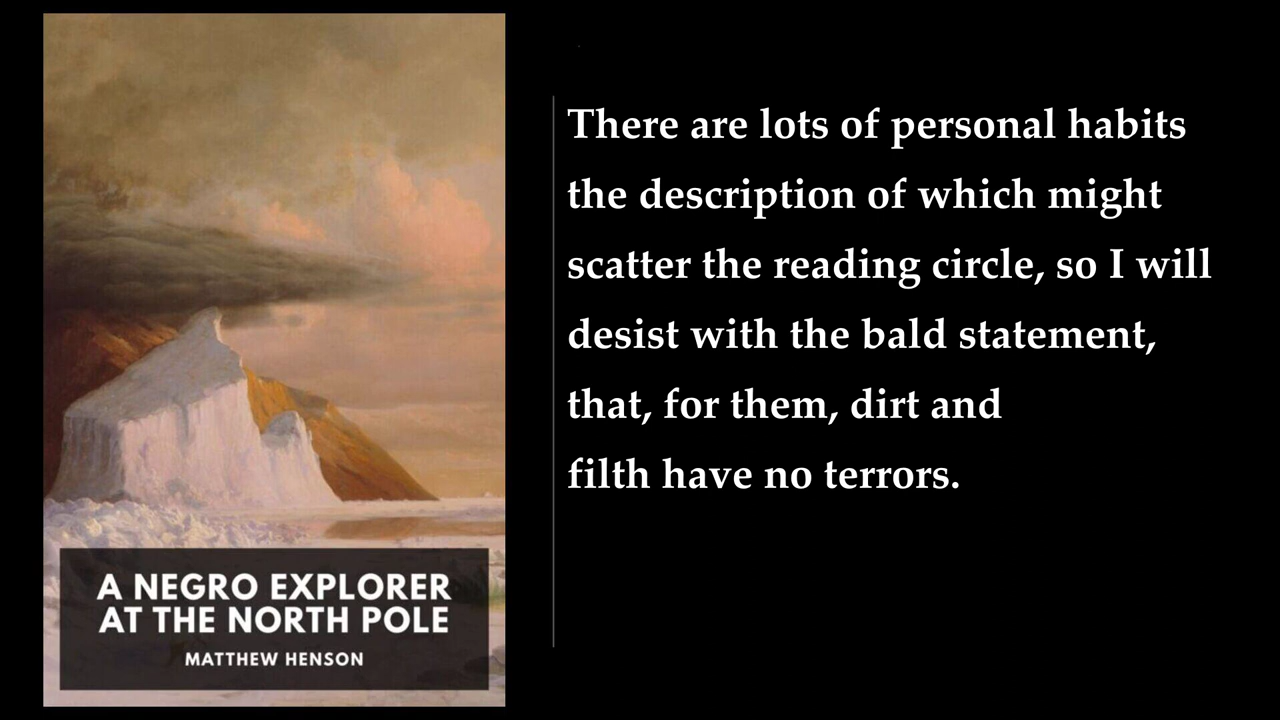 There are lots of personal habits
the description of which might
scatter the reading circle, so I will
desist with the bald statement,
that, for them, dirt and
filth have no terrors.
A NEGRO EXPLORER
AT THE NORTH POLE
MATTHEW HENSON